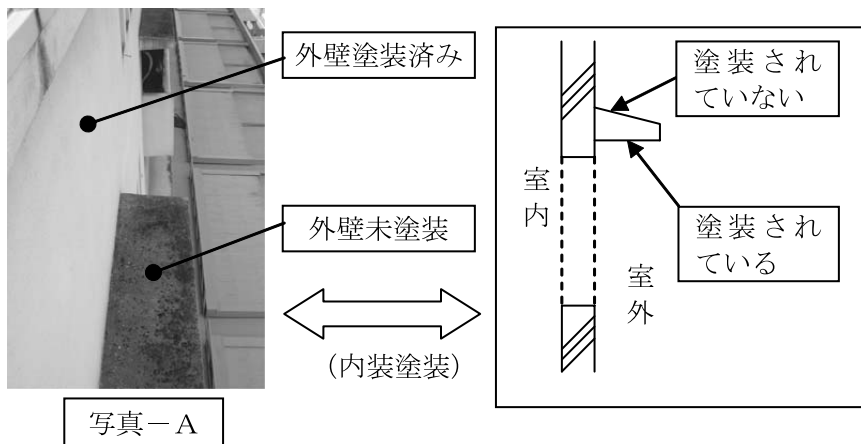 外壁塗装済み
外壁未塗装
(内装塗装)
写真－A
塗装され
ていない
室内
塗装され
ている
室外